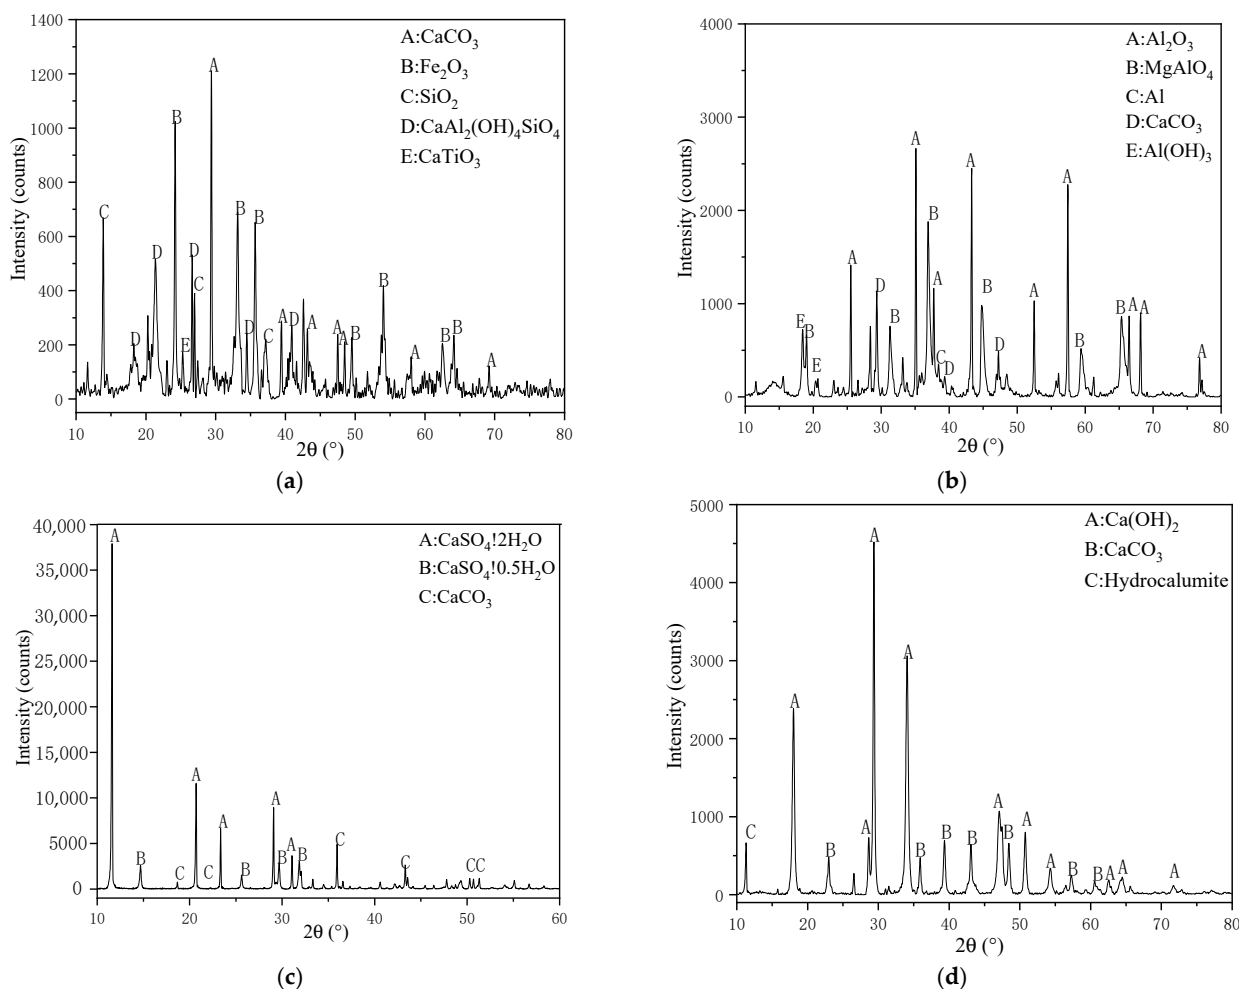 1400
1200
1000
800
600
400
200
0
10 20 30 40 50 60 70 80
Intensity (counts)
2θ (°)
A:CaCO₃
B:Fe₂O₃
C:SiO₂
D:CaAl₂(OH)₄SiO₄
E:CaTiO₃
C D D B E D C A B B D C A D A A A B B A B B A
(a)
4000
3000
2000
1000
0
10 20 30 40 50 60 70 80
Intensity (counts)
2θ (°)
A:Al₂O₃
B:MgAlO₄
C:Al
D:CaCO₃
E:Al(OH)₃
E B E A D B A B A C D A B D A A B B A A A
(b)
40,000
35,000
30,000
25,000
20,000
15,000
10,000
5000
0
10 20 30 40 50 60
Intensity (counts)
2θ (°)
A:CaSO₄!2H₂O
B:CaSO₄!0.5H₂O
C:CaCO₃
A B C A C A B A B A B C C CC
(c)
5000
4000
3000
2000
1000
0
10 20 30 40 50 60 70 80
Intensity (counts)
2θ (°)
A:Ca(OH)₂
B:CaCO₃
C:Hydrocalumite
C A B A A A B B B A B A A B B A A A
(d)